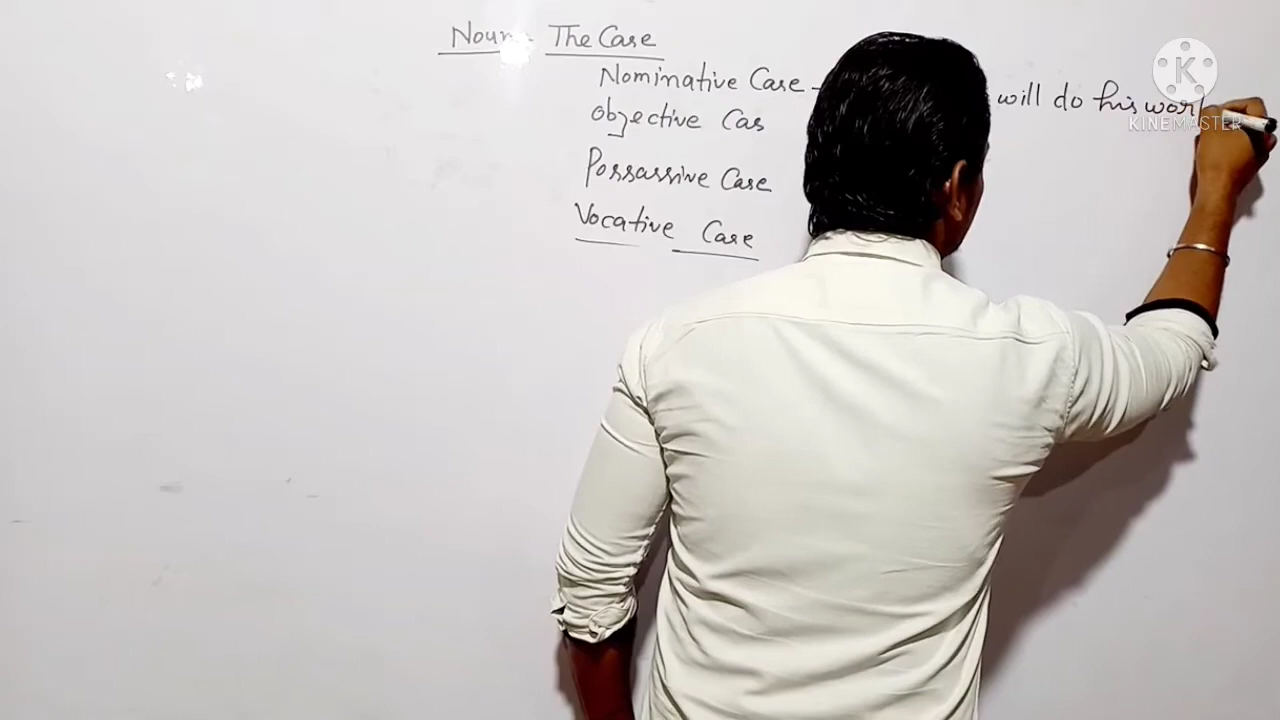 Noun - The Case
Nominative Case - will do his work
Objective Cas
Possassive Case
Vocative Case
K
KINEMASTER